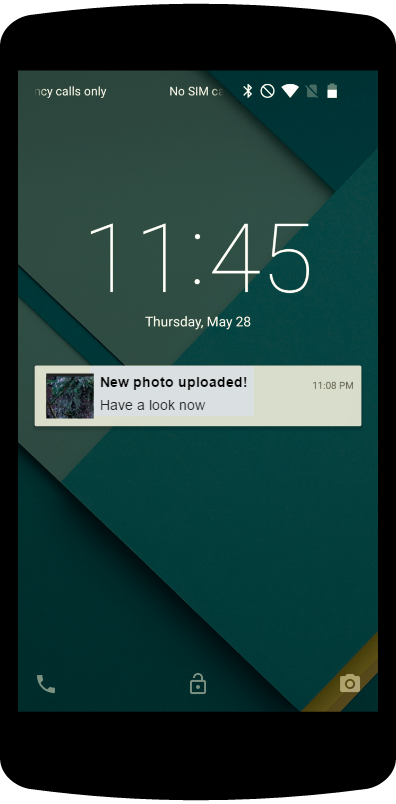 ncy calls only No SIM ca
11:45
Thursday, May 28
New photo uploaded! 11:08 PM
Have a look now